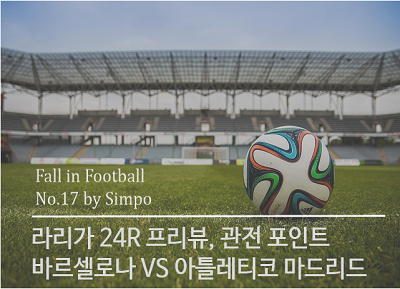 Fall in Football
No.17 by Simpo
라리가 24R 프리뷰, 관전 포인트
바르셀로나 VS 아틀레티코 마드리드